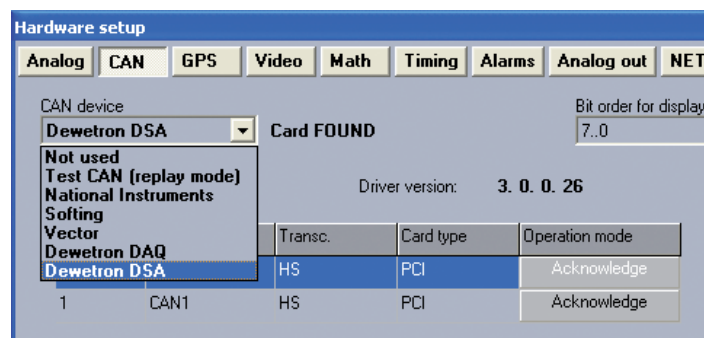 Hardware setup
Analog CAN GPS Video Math Timing Alarms Analog out NET
CAN device
Bit order for display
Dewetron DSA Card FOUND
7..0
Not used
Test CAN (replay mode)
National Instruments
Softing
Vector
Dewetron DAQ
Dewetron DSA
Driver version: 3. 0. 0. 26
Transc. Card type Operation mode
HS PCI Acknowledge
1 CAN1 HS PCI Acknowledge